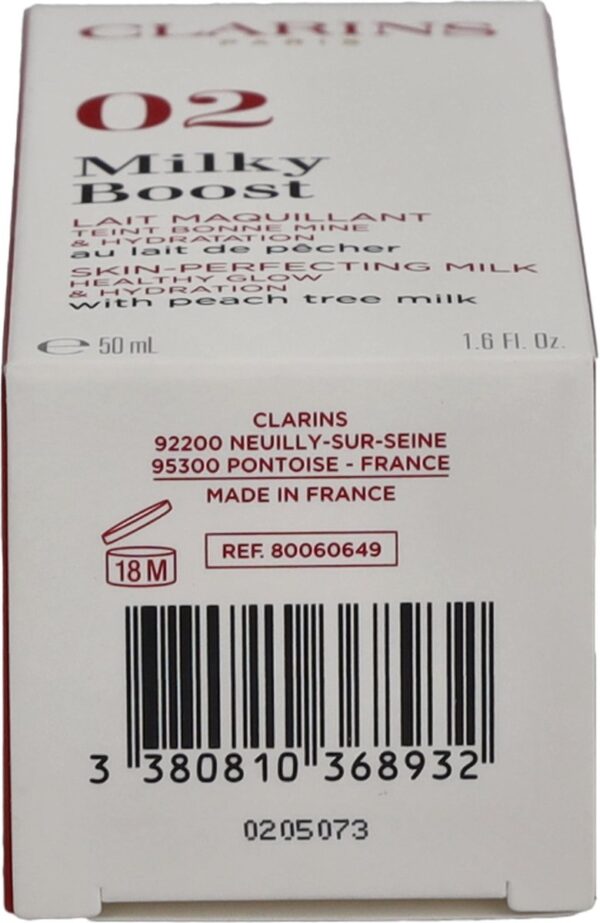 CLARINS
PARIS
02
Milky
Boost
LAIT MAQUILLANT
TEINT BONNE MINE
& HYDRATATION
au lait de pêcher
SKIN-PERFECTING MILK
HEALTHY GLOW
& HYDRATION
with peach tree milk
℮ 50 mL 1.6 Fl. Oz.
CLARINS
92200 NEUILLY-SUR-SEINE
95300 PONTOISE - FRANCE
MADE IN FRANCE
REF. 80060649
18 M
3 380810 368932
0205073